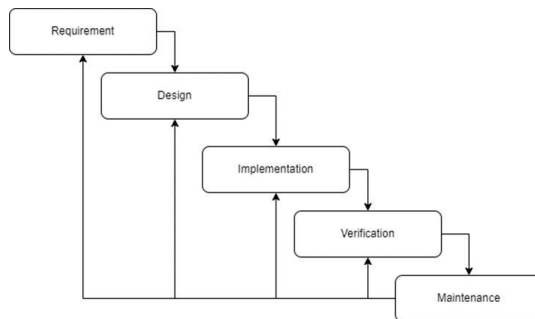 Requirement
Design
Implementation
Verification
Maintenance